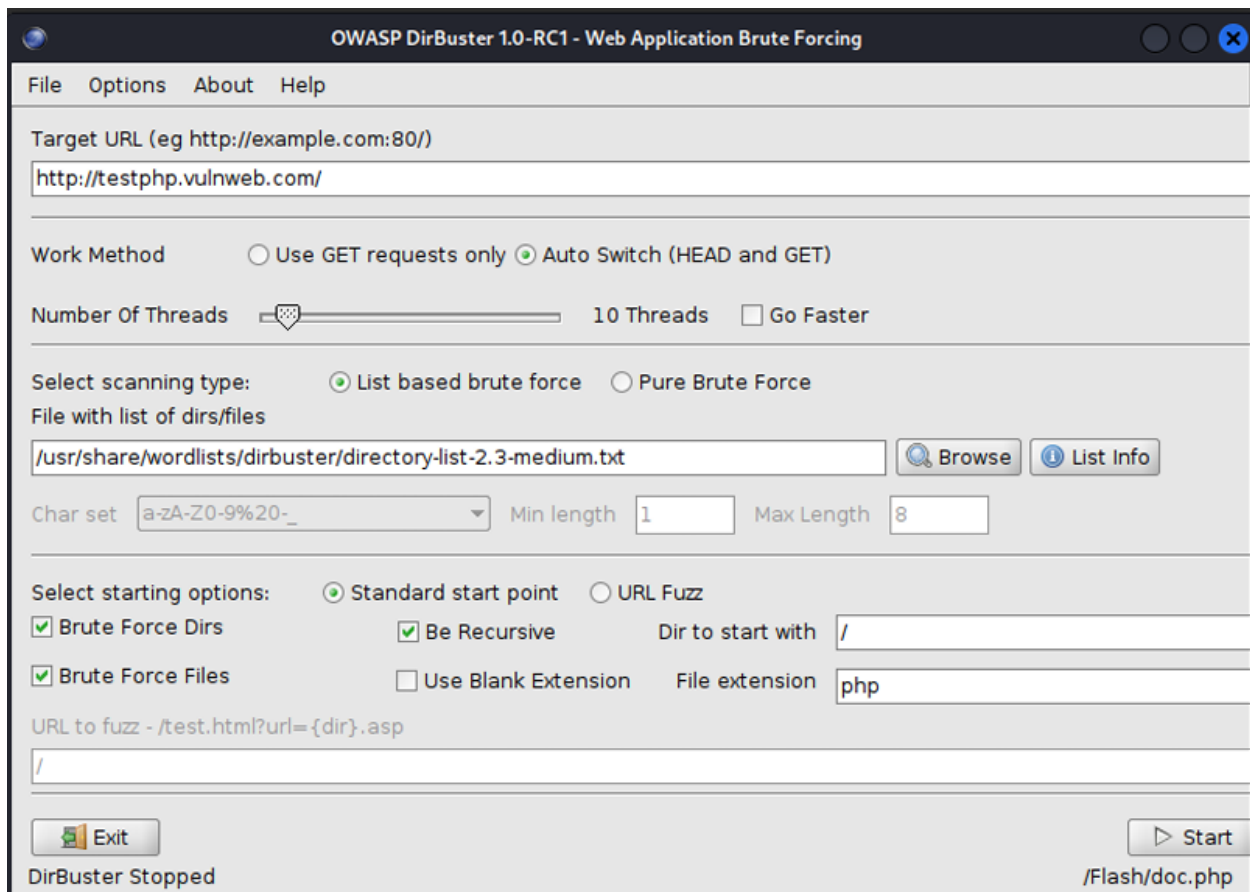 OWASP DirBuster 1.0-RC1 - Web Application Brute Forcing
File Options About Help
Target URL (eg http://example.com:80/)
http://testphp.vulnweb.com/
Work Method Use GET requests only Auto Switch (HEAD and GET)
Number Of Threads 10 Threads Go Faster
Select scanning type: List based brute force Pure Brute Force
File with list of dirs/files
/usr/share/wordlists/dirbuster/directory-list-2.3-medium.txt Browse List Info
Char set a-zA-Z0-9%20-_ Min length 1 Max Length 8
Select starting options: Standard start point URL Fuzz
Brute Force Dirs Be Recursive Dir to start with /
Brute Force Files Use Blank Extension File extension php
URL to fuzz - /test.html?url={dir}.asp
/
Exit Start
DirBuster Stopped /Flash/doc.php